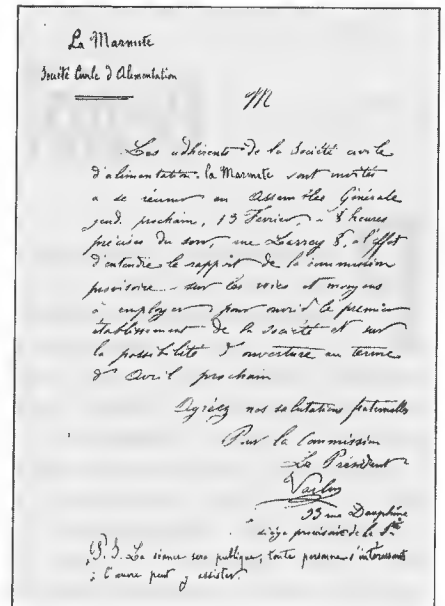 La Marmite
Société Civile d'Alimentation
M
Les adhérents de la Société civile
d'alimentation la Marmite sont invités
a se réunir en Assemblée Générale
jeudi prochain, 13 Février, à 8 heures
précises du soir, rue Larrey 8, à l'effet
d'entendre le rapport de la commission
provisoire sur les voies et moyens
à employer pour ouvrir le premier
établissement de la Société et sur
la possibilité d'ouverture au terme
d'Avril prochain
Agréez nos salutations fraternelles
Pour la Commission
Le Président
Varlin
33 rue Dauphine
siège provisoire de la Sté
P.S. La séance sera publique, toute personne s'intéressant
à l'œuvre peut y assister.